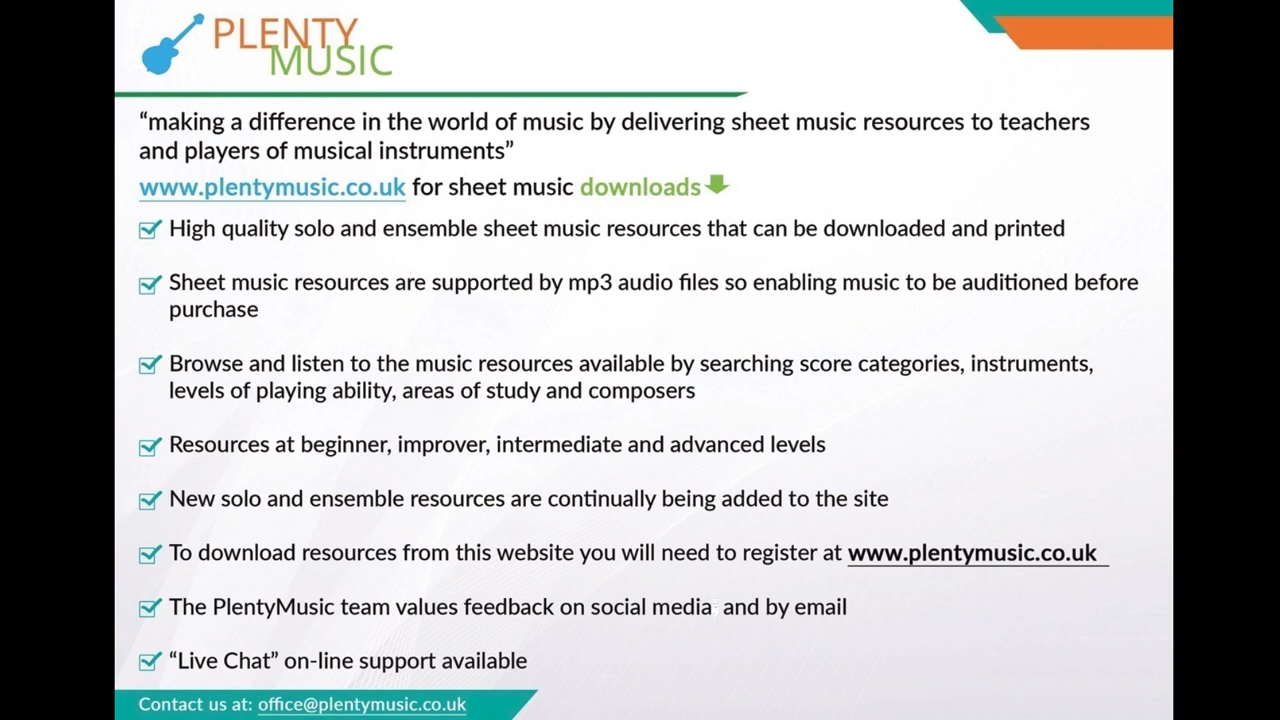 PLENTY
MUSIC
“making a difference in the world of music by delivering sheet music resources to teachers
and players of musical instruments”
www.plentymusic.co.uk for sheet music downloads
High quality solo and ensemble sheet music resources that can be downloaded and printed
Sheet music resources are supported by mp3 audio files so enabling music to be auditioned before
purchase
Browse and listen to the music resources available by searching score categories, instruments,
levels of playing ability, areas of study and composers
Resources at beginner, improver, intermediate and advanced levels
New solo and ensemble resources are continually being added to the site
To download resources from this website you will need to register at www.plentymusic.co.uk
The PlentyMusic team values feedback on social media and by email
“Live Chat” on-line support available
Contact us at: office@plentymusic.co.uk